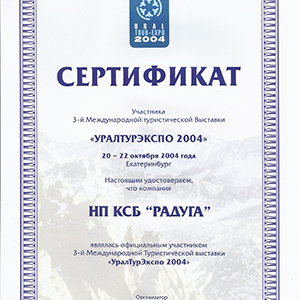 URAL
TOUR-EXPO
2004
СЕРТИФИКАТ
Участника
3-й Международной туристической Выставки
«УРАЛТУРЭКСПО 2004»
20 – 22 октября 2004 года
Екатеринбург
Настоящим удостоверяем,
что компания
НП КСБ “РАДУГА”
являлась официальным участником
3-й Международной Туристической выставки
«УралТурЭкспо 2004»
Организатор